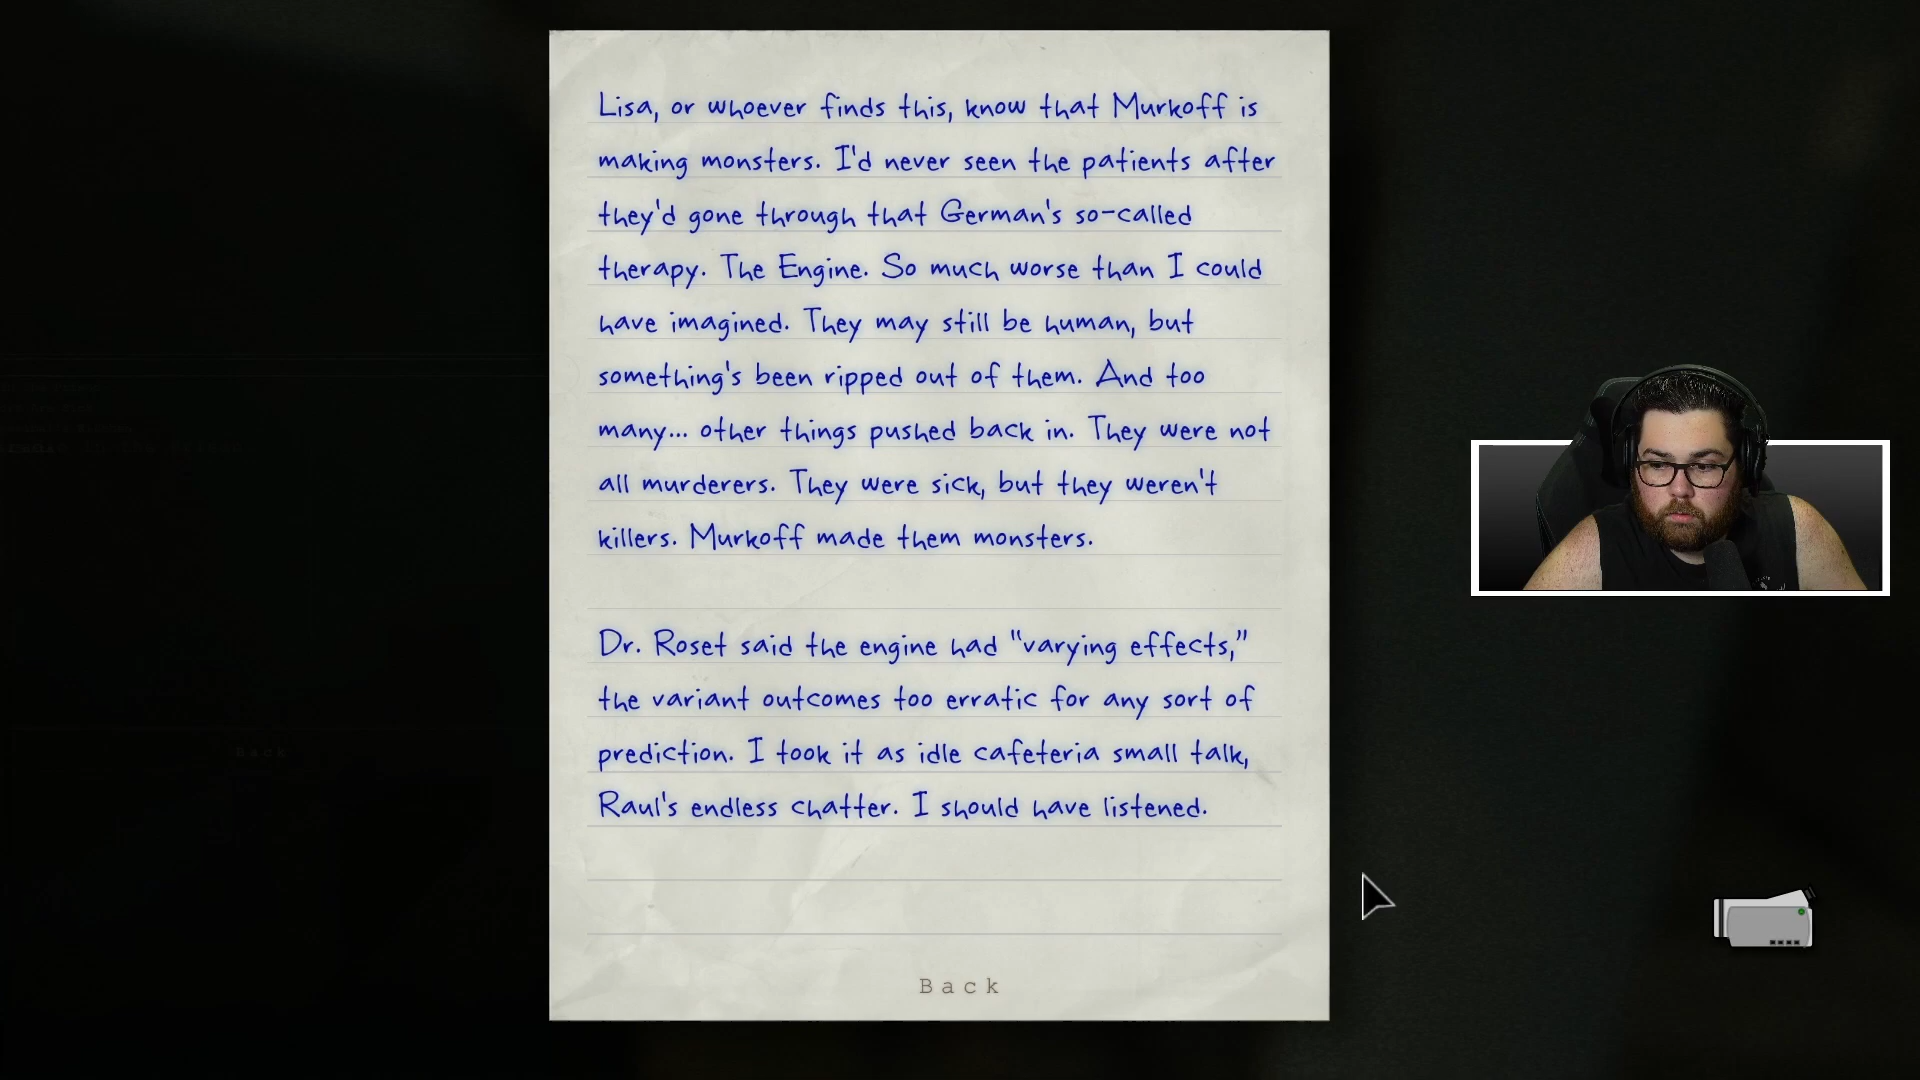 Lisa, or whoever finds this, know that Murkoff is
making monsters. I'd never seen the patients after
they'd gone through that German's so-called
therapy. The Engine. So much worse than I could
have imagined. They may still be human, but
something's been ripped out of them. And too
many... other things pushed back in. They were not
all murderers. They were sick, but they weren't
killers. Murkoff made them monsters.
Dr. Roset said the engine had "varying effects,"
the variant outcomes too erratic for any sort of
prediction. I took it as idle cafeteria small talk,
Raul's endless chatter. I should have listened.
Back
Back